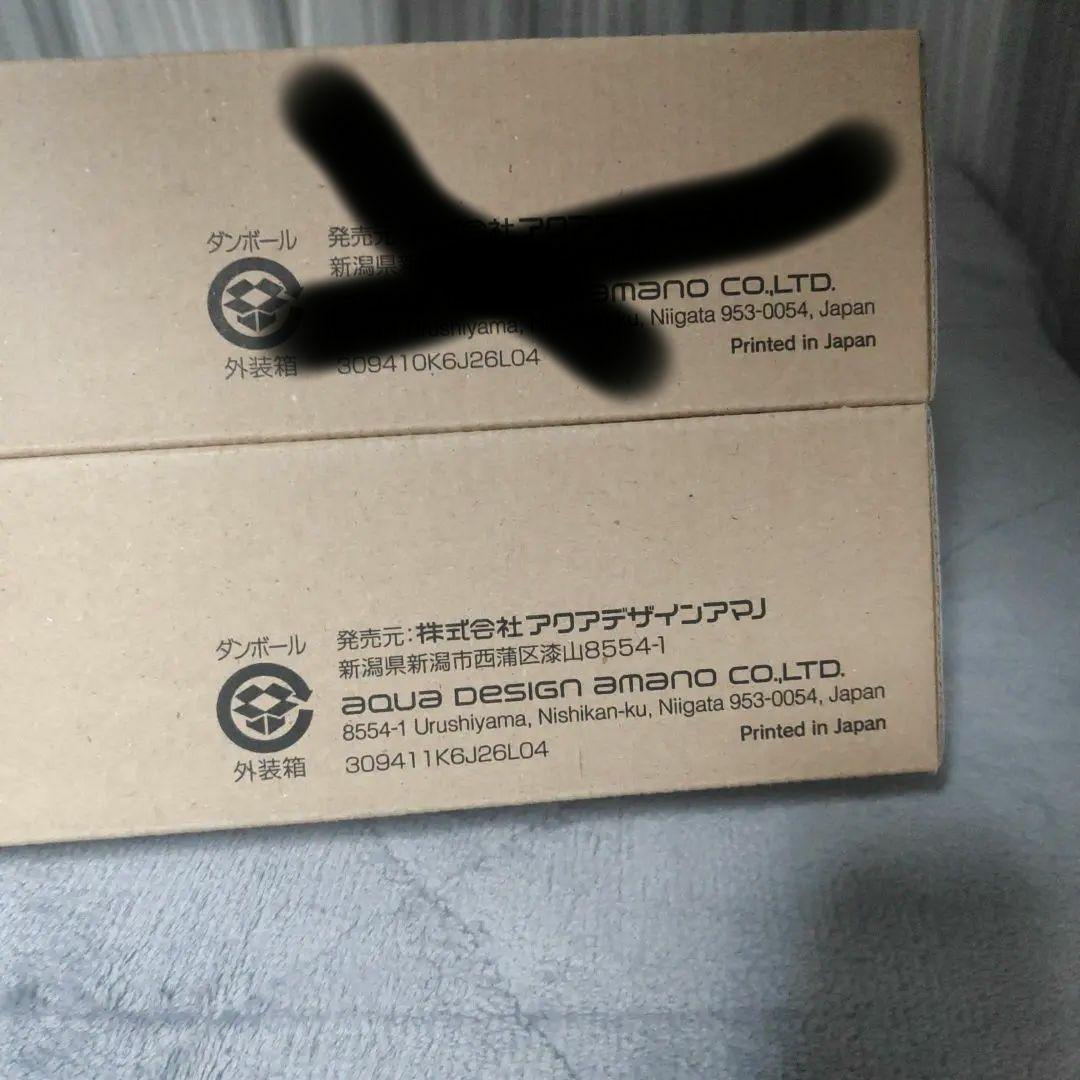 ダンボール
外装箱
発売元
新潟県
amano CO.,LTD.
Urushiyama, Niigata 953-0054, Japan
Printed in Japan
309410K6J26L04
ダンボール
外装箱
発売元:株式会社アクアデザインアマノ
新潟県新潟市西蒲区漆山8554-1
aqua Design amano CO.,LTD.
8554-1 Urushiyama, Nishikan-ku, Niigata 953-0054, Japan
Printed in Japan
309411K6J26L04